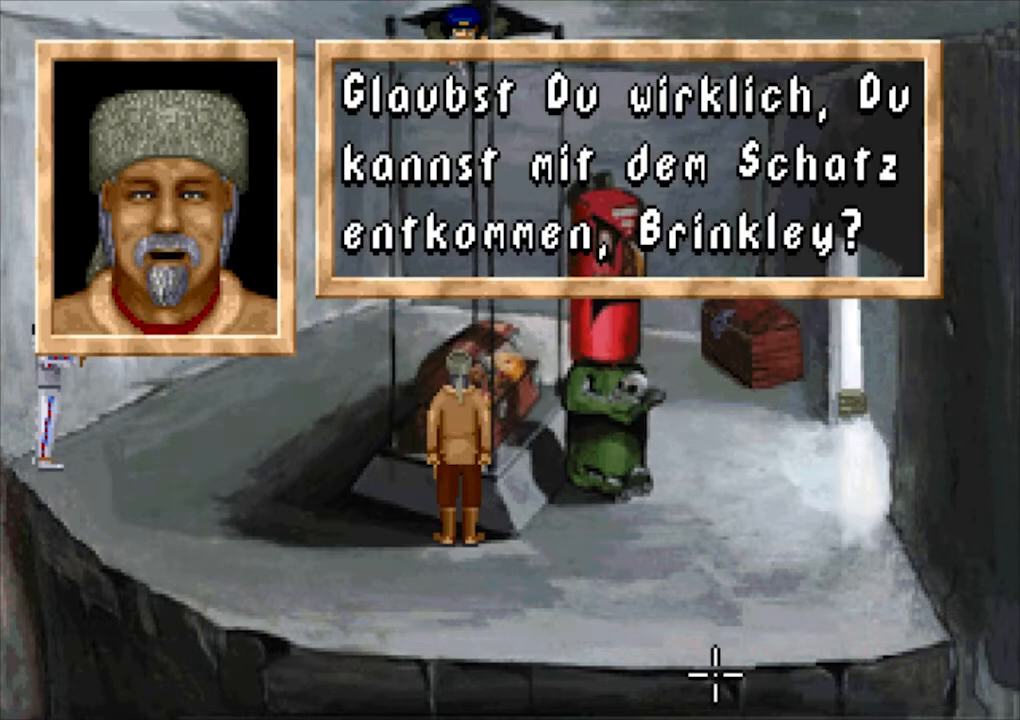 Glaubst Du wirklich, Du
kannst mit dem Schatz
entkommen, Brinkley?